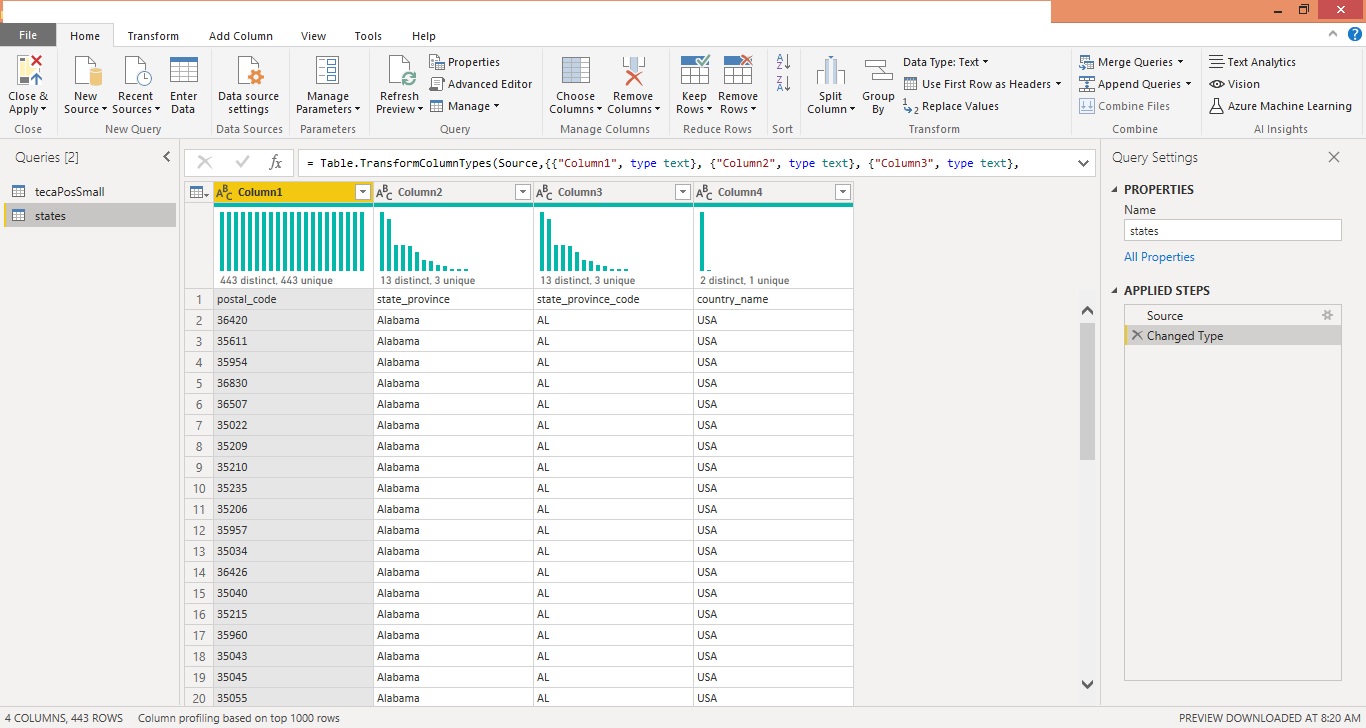 File Home Transform Add Column View Tools Help
Close & Apply
New Source
Recent Sources
Enter Data
Data source settings
Manage Parameters
Refresh Preview
Properties
Advanced Editor
Manage
Choose Columns
Remove Columns
Keep Rows
Remove Rows
Split Column
Group By
Data Type: Text
Use First Row as Headers
Replace Values
Merge Queries
Append Queries
Combine Files
Text Analytics
Vision
Azure Machine Learning
Close New Query Data Sources Parameters Query Manage Columns Reduce Rows Sort Transform Combine AI Insights
Queries [2]
tecaPosSmall
states
fx = Table.TransformColumnTypes(Source,{{"Column1", type text}, {"Column2", type text}, {"Column3", type text},
ABC Column1 ABC Column2 ABC Column3 ABC Column4
443 distinct, 443 unique 13 distinct, 3 unique 13 distinct, 3 unique 2 distinct, 1 unique
1 postal_code state_province state_province_code country_name
2 36420 Alabama AL USA
3 35611 Alabama AL USA
4 35954 Alabama AL USA
5 36830 Alabama AL USA
6 36507 Alabama AL USA
7 35022 Alabama AL USA
8 35209 Alabama AL USA
9 35210 Alabama AL USA
10 35235 Alabama AL USA
11 35206 Alabama AL USA
12 35957 Alabama AL USA
13 35034 Alabama AL USA
14 36426 Alabama AL USA
15 35040 Alabama AL USA
16 35215 Alabama AL USA
17 35960 Alabama AL USA
18 35043 Alabama AL USA
19 35045 Alabama AL USA
20 35055 Alabama AL USA
Query Settings
PROPERTIES
Name
states
All Properties
APPLIED STEPS
Source
Changed Type
4 COLUMNS, 443 ROWS Column profiling based on top 1000 rows PREVIEW DOWNLOADED AT 8:20 AM